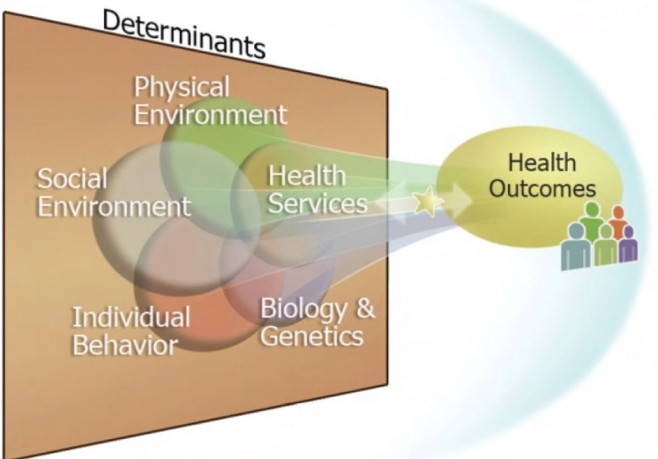 Determinants
Physical
Environment
Social
Environment
Health
Services
Individual
Behavior
Biology &
Genetics
Health
Outcomes